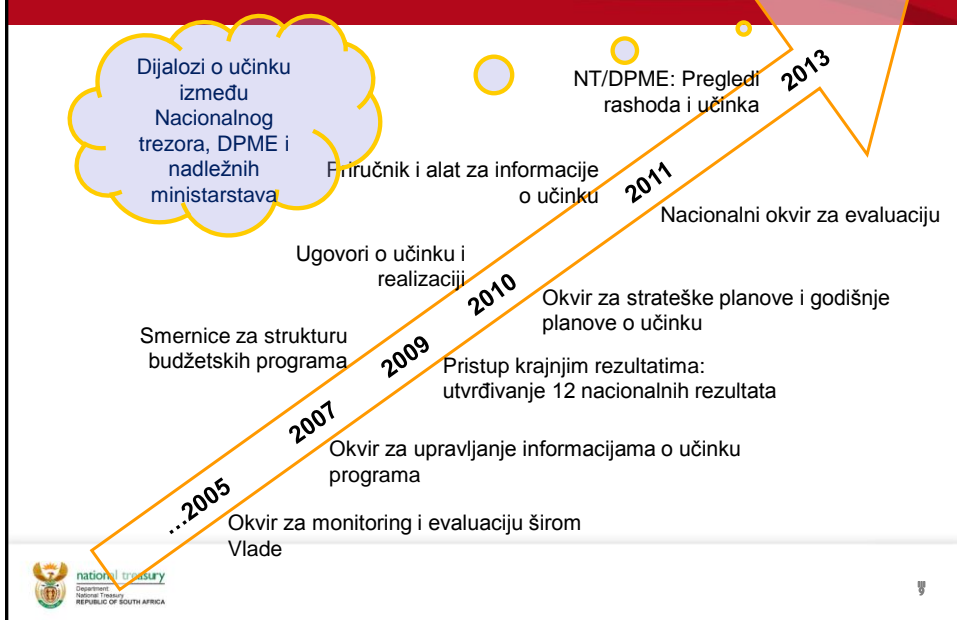 Dijalozi o učinku
između
Nacionalnog
trezora, DPME i
nadležnih
ministarstava
NT/DPME: Pregledi
rashoda i učinka
2013
Priručnik i alat za informacije
o učinku
2011
Nacionalni okvir za evaluaciju
Ugovori o učinku i
realizaciji
2010
Okvir za strateške planove i godišnje
planove o učinku
Smernice za strukturu
budžetskih programa
2009
Pristup krajnjim rezultatima:
utvrđivanje 12 nacionalnih rezultata
2007
Okvir za upravljanje informacijama o učinku
programa
...2005
Okvir za monitoring i evaluaciju širom
Vlade
national treasury
Department:
National Treasury
REPUBLIC OF SOUTH AFRICA